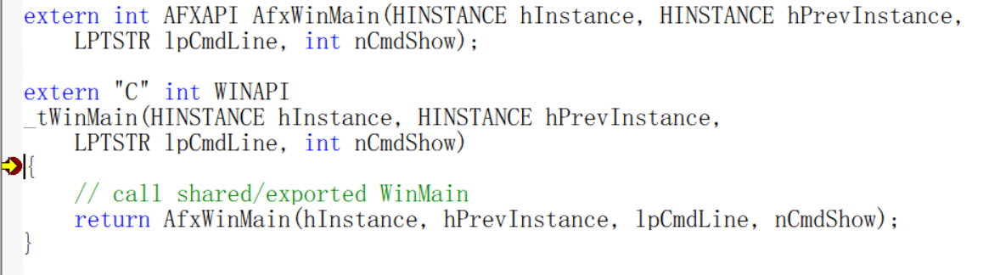 extern int AFXAPI AfxWinMain(HINSTANCE hInstance, HINSTANCE hPrevInstance,
    LPTSTR lpCmdLine, int nCmdShow);
extern "C" int WINAPI
_tWinMain(HINSTANCE hInstance, HINSTANCE hPrevInstance,
    LPTSTR lpCmdLine, int nCmdShow)
{
    // call shared/exported WinMain
    return AfxWinMain(hInstance, hPrevInstance, lpCmdLine, nCmdShow);
}